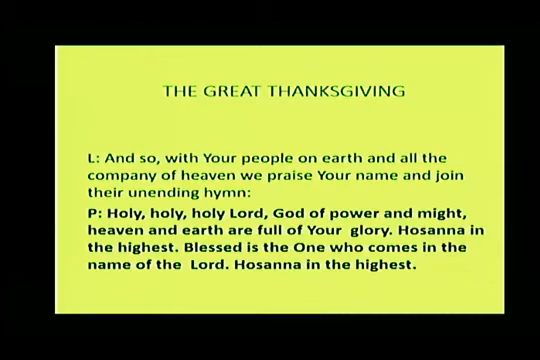 THE GREAT THANKSGIVING
L: And so, with Your people on earth and all the
company of heaven we praise Your name and join
their unending hymn:
P: Holy, holy, holy Lord, God of power and might,
heaven and earth are full of Your glory. Hosanna in
the highest. Blessed is the One who comes in the
name of the Lord. Hosanna in the highest.